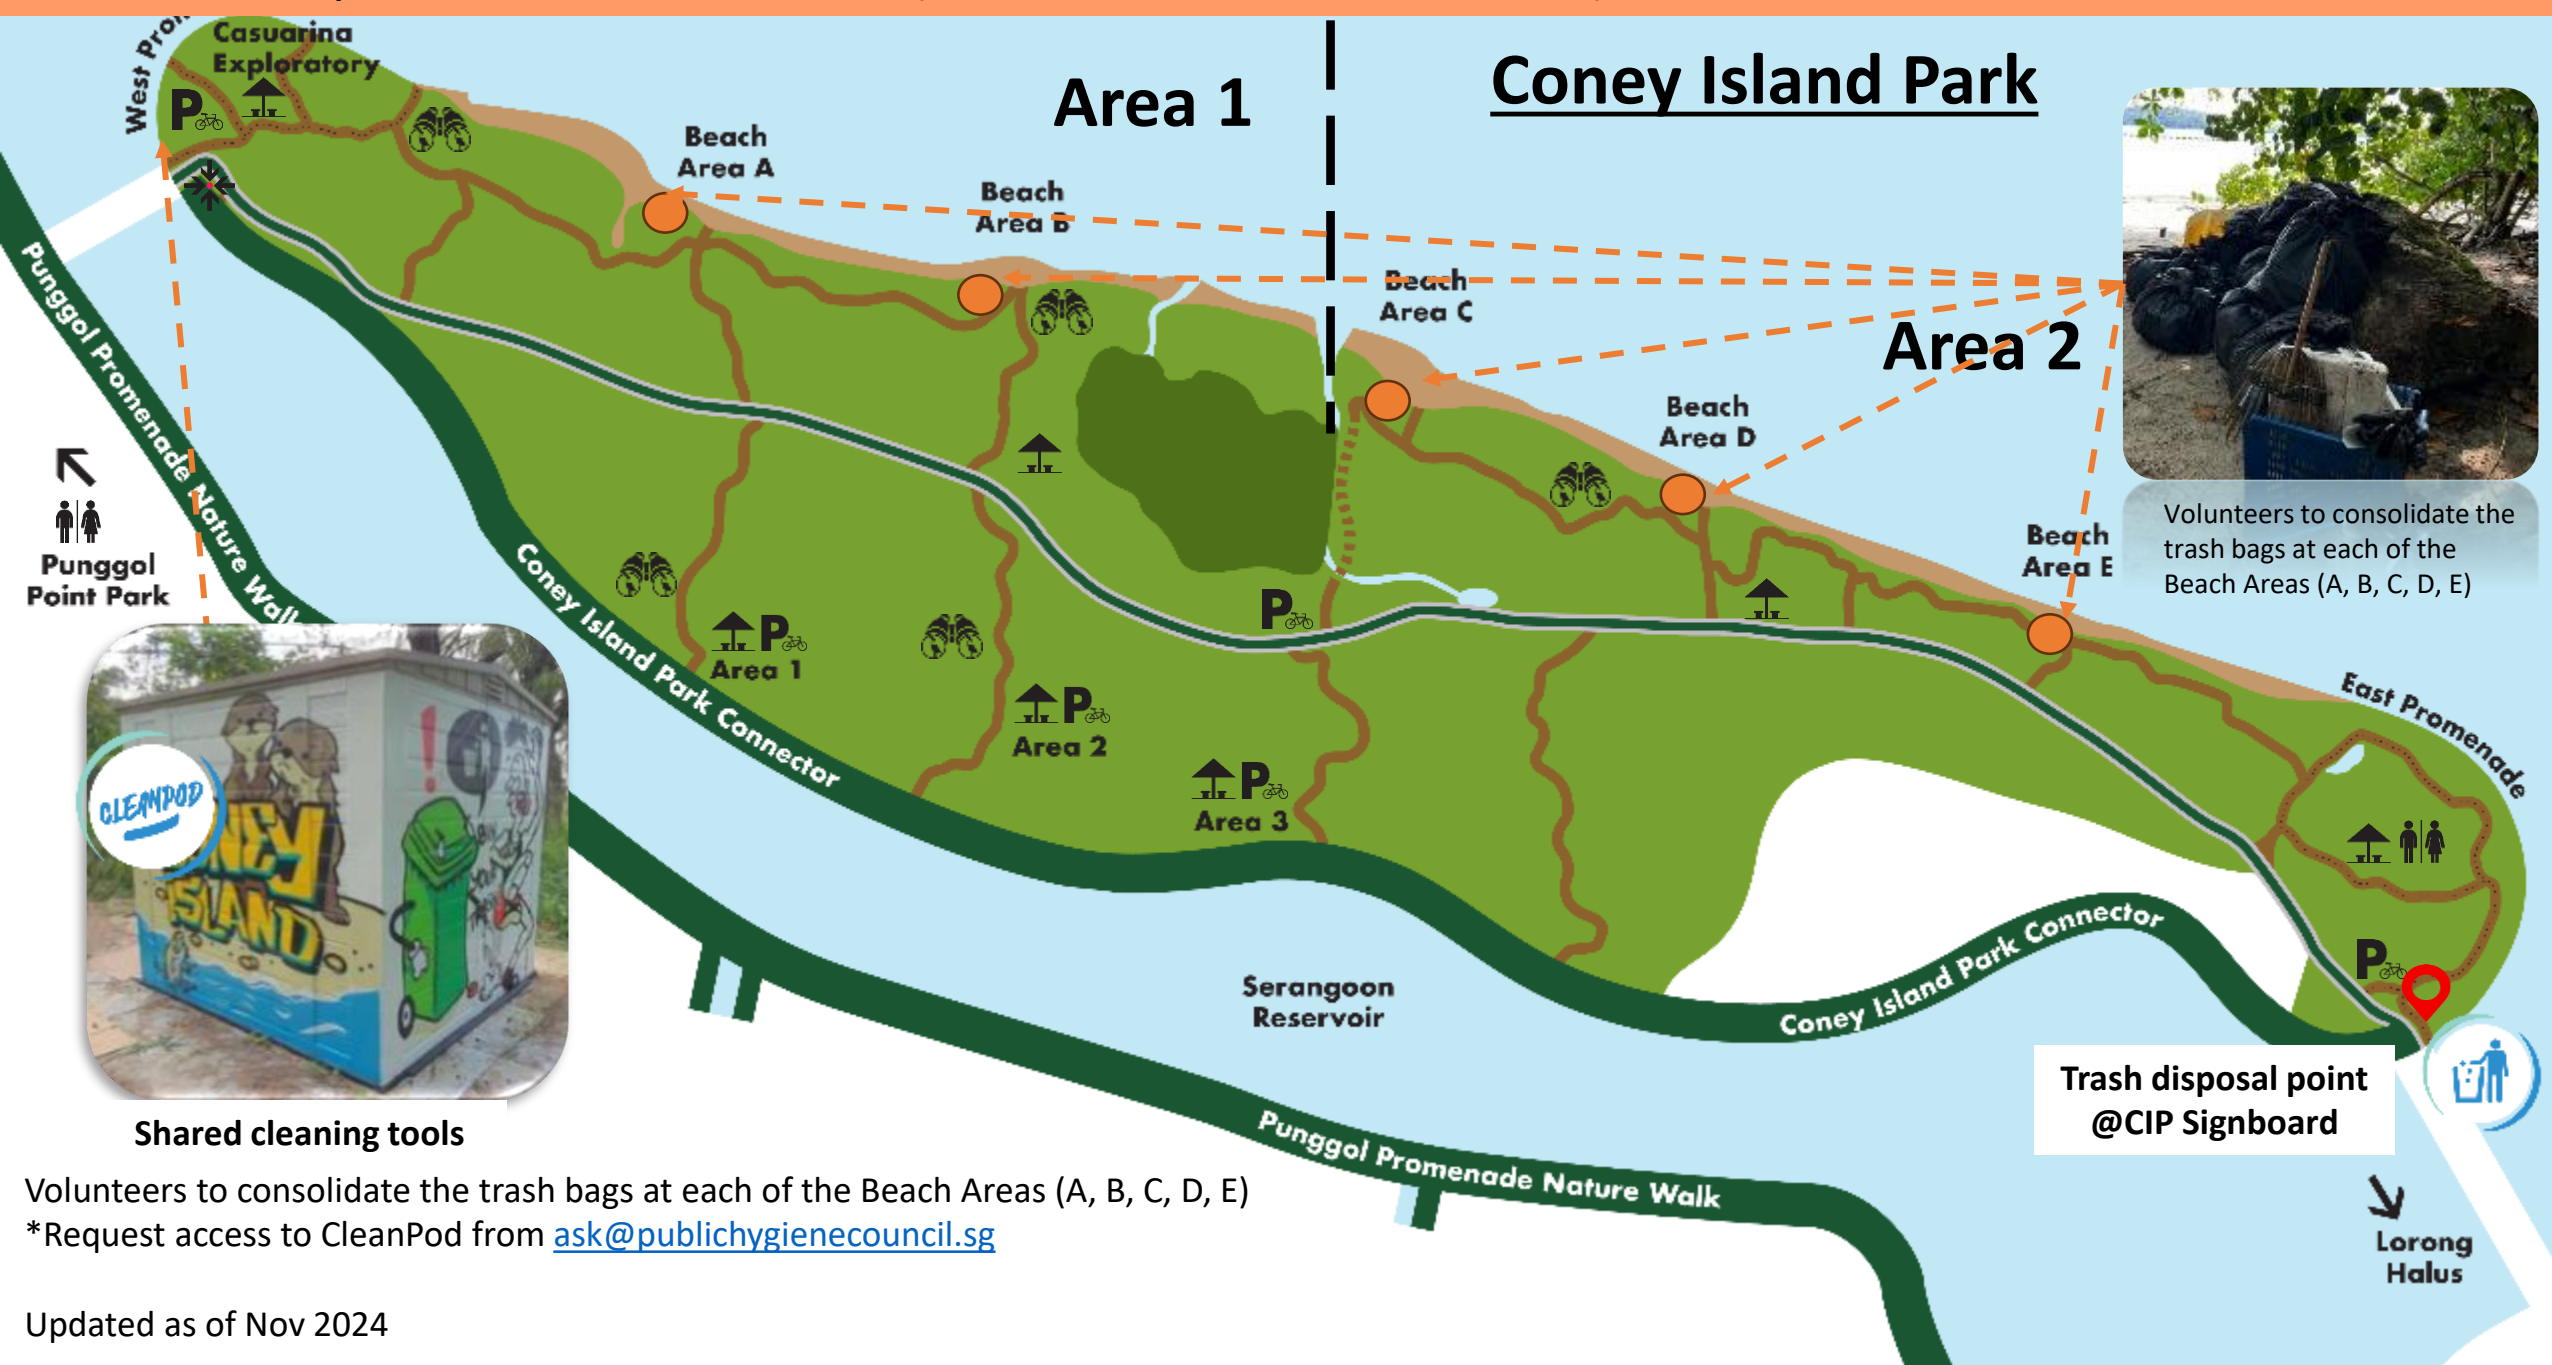 Coney Island Park
Area 1
Area 2
West Pro
Casuarina
Exploratory
P
Beach
Area A
Beach
Area B
Beach
Area C
Beach
Area D
Beach
Area E
Volunteers to consolidate the
trash bags at each of the
Beach Areas (A, B, C, D, E)
Punggol Promenade Nature Walk
Punggol
Point Park
Coney Island Park Connector
P
Area 1
P
Area 2
P
Area 3
P
East Promenade
P
Coney Island Park Connector
Serangoon
Reservoir
CLEANPOD
CONEY
ISLAND
Trash disposal point
@CIP Signboard
Punggol Promenade Nature Walk
Lorong
Halus
Shared cleaning tools
Volunteers to consolidate the trash bags at each of the Beach Areas (A, B, C, D, E)
*Request access to CleanPod from ask@publichygienecouncil.sg
Updated as of Nov 2024